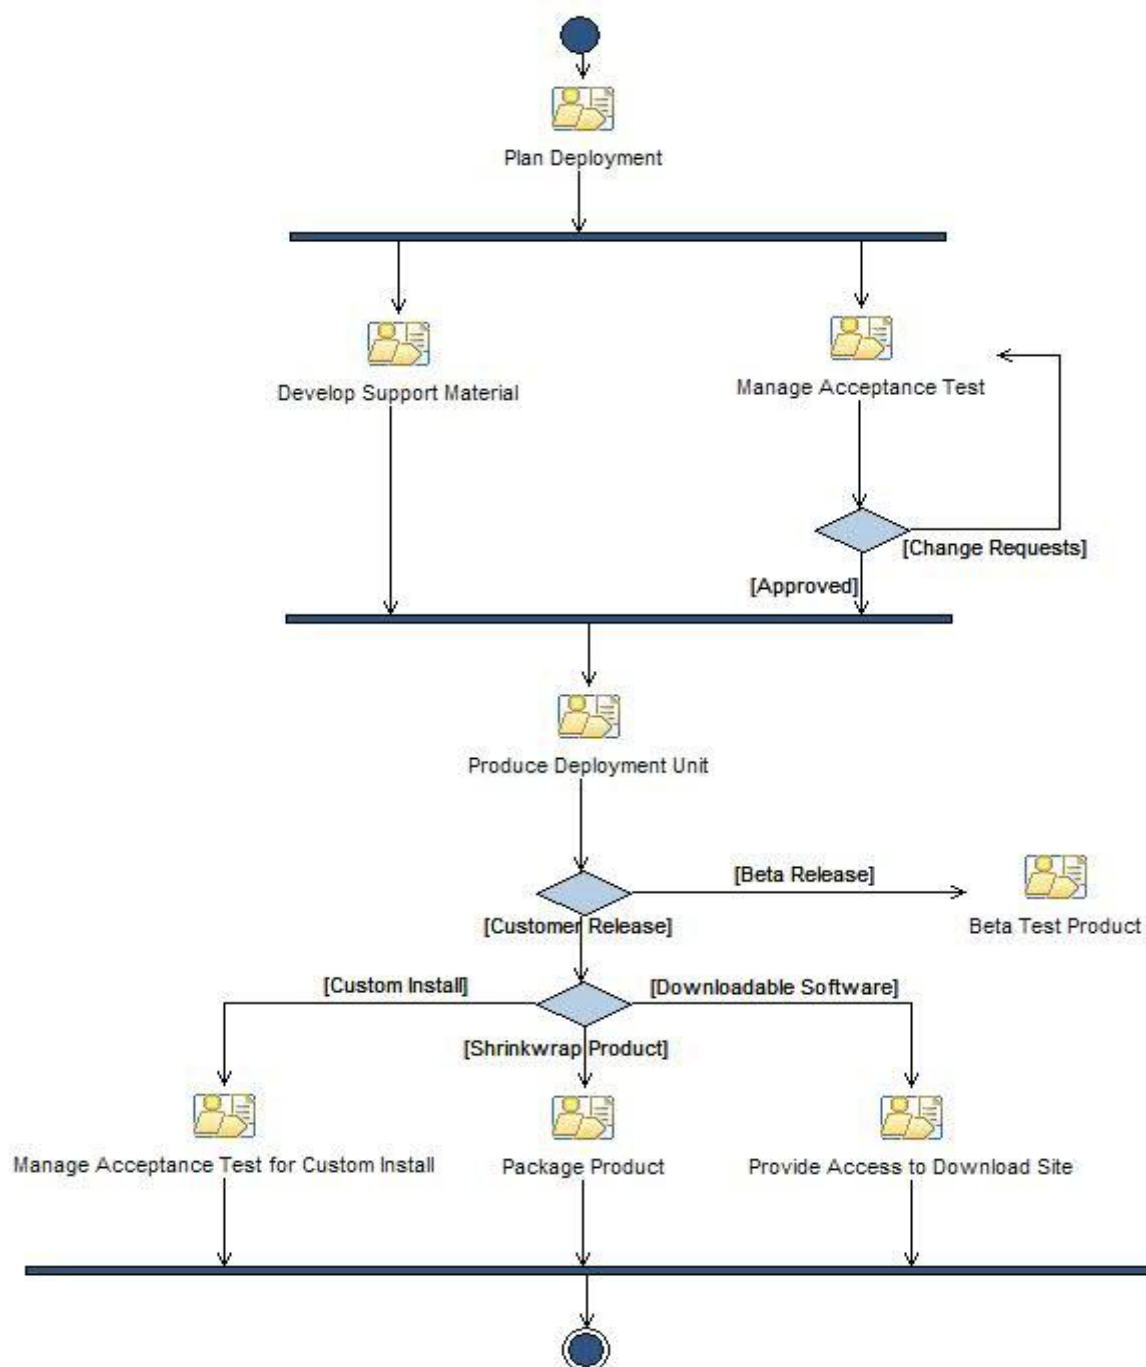 Plan Deployment
Develop Support Material
Manage Acceptance Test
[Change Requests]
[Approved]
Produce Deployment Unit
[Beta Release]
Beta Test Product
[Customer Release]
[Custom Install]
[Downloadable Software]
[Shrinkwrap Product]
Manage Acceptance Test for Custom Install
Package Product
Provide Access to Download Site